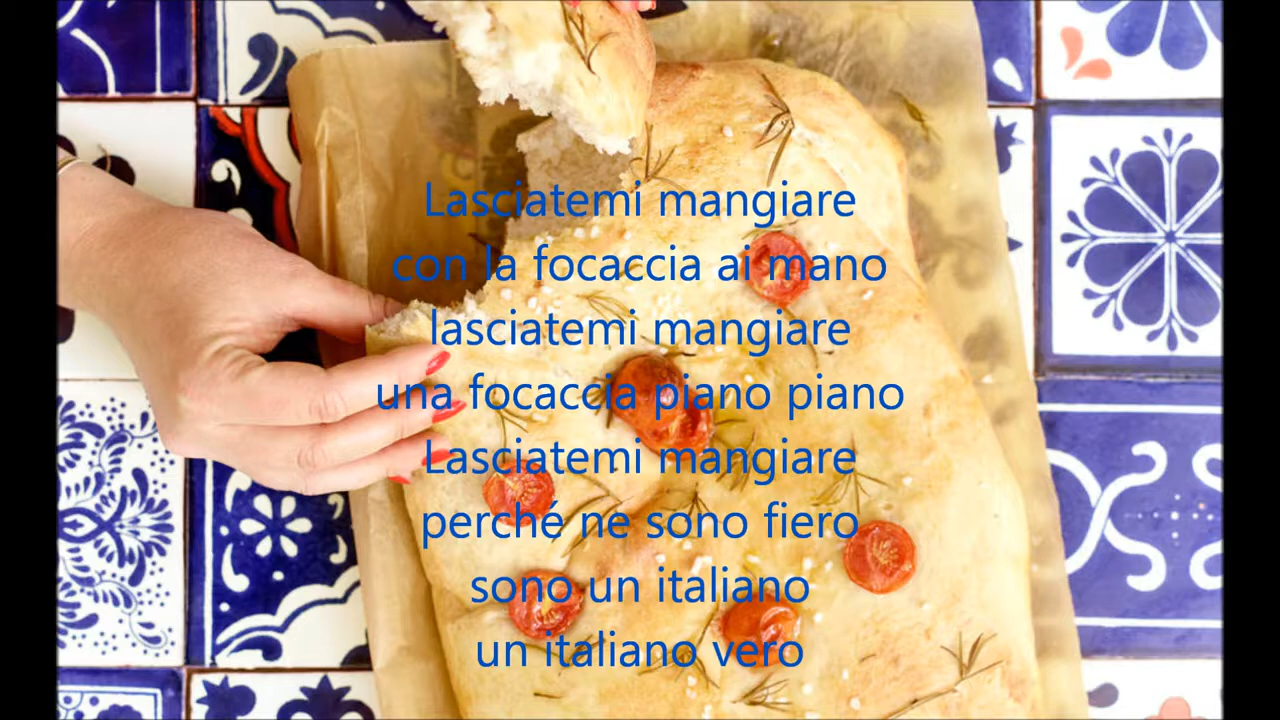 Lasciatemi mangiare
con la focaccia ai mano
lasciatemi mangiare
una focaccia piano piano
Lasciatemi mangiare
perché ne sono fiero
sono un italiano
un italiano vero